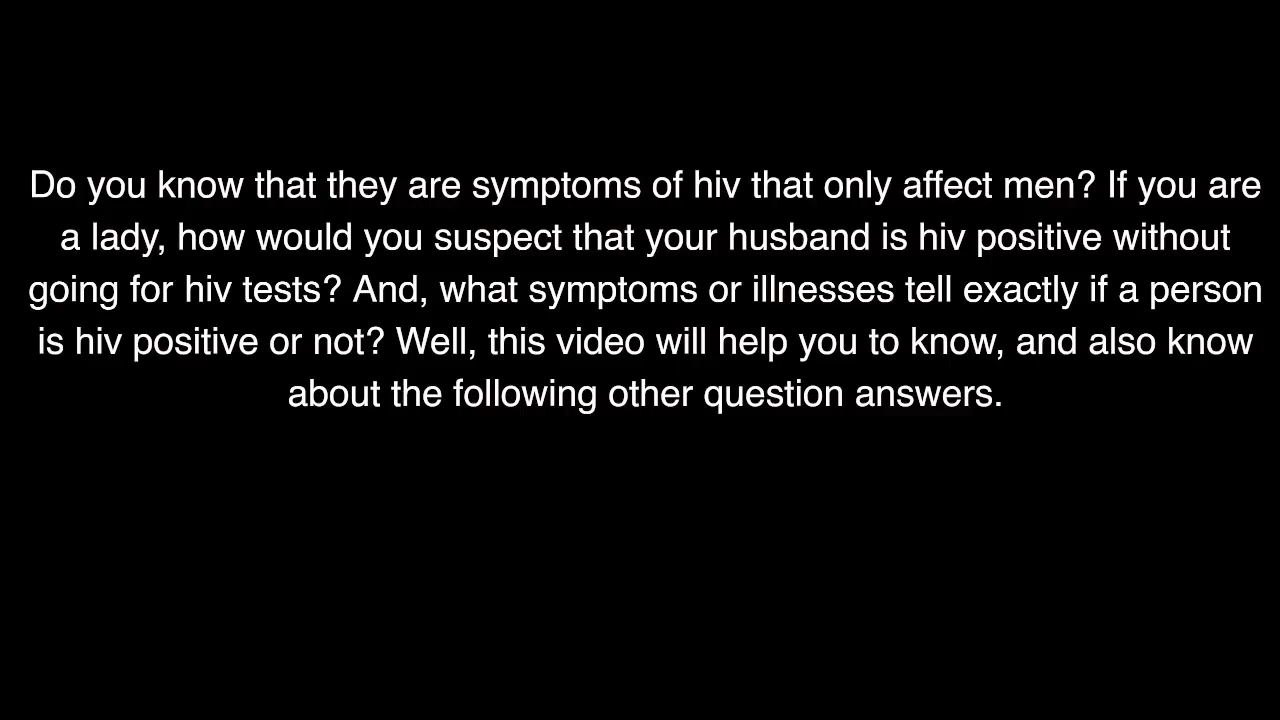 Do you know that they are symptoms of hiv that only affect men? If you are
a lady, how would you suspect that your husband is hiv positive without
going for hiv tests? And, what symptoms or illnesses tell exactly if a person
is hiv positive or not? Well, this video will help you to know, and also know
about the following other question answers.